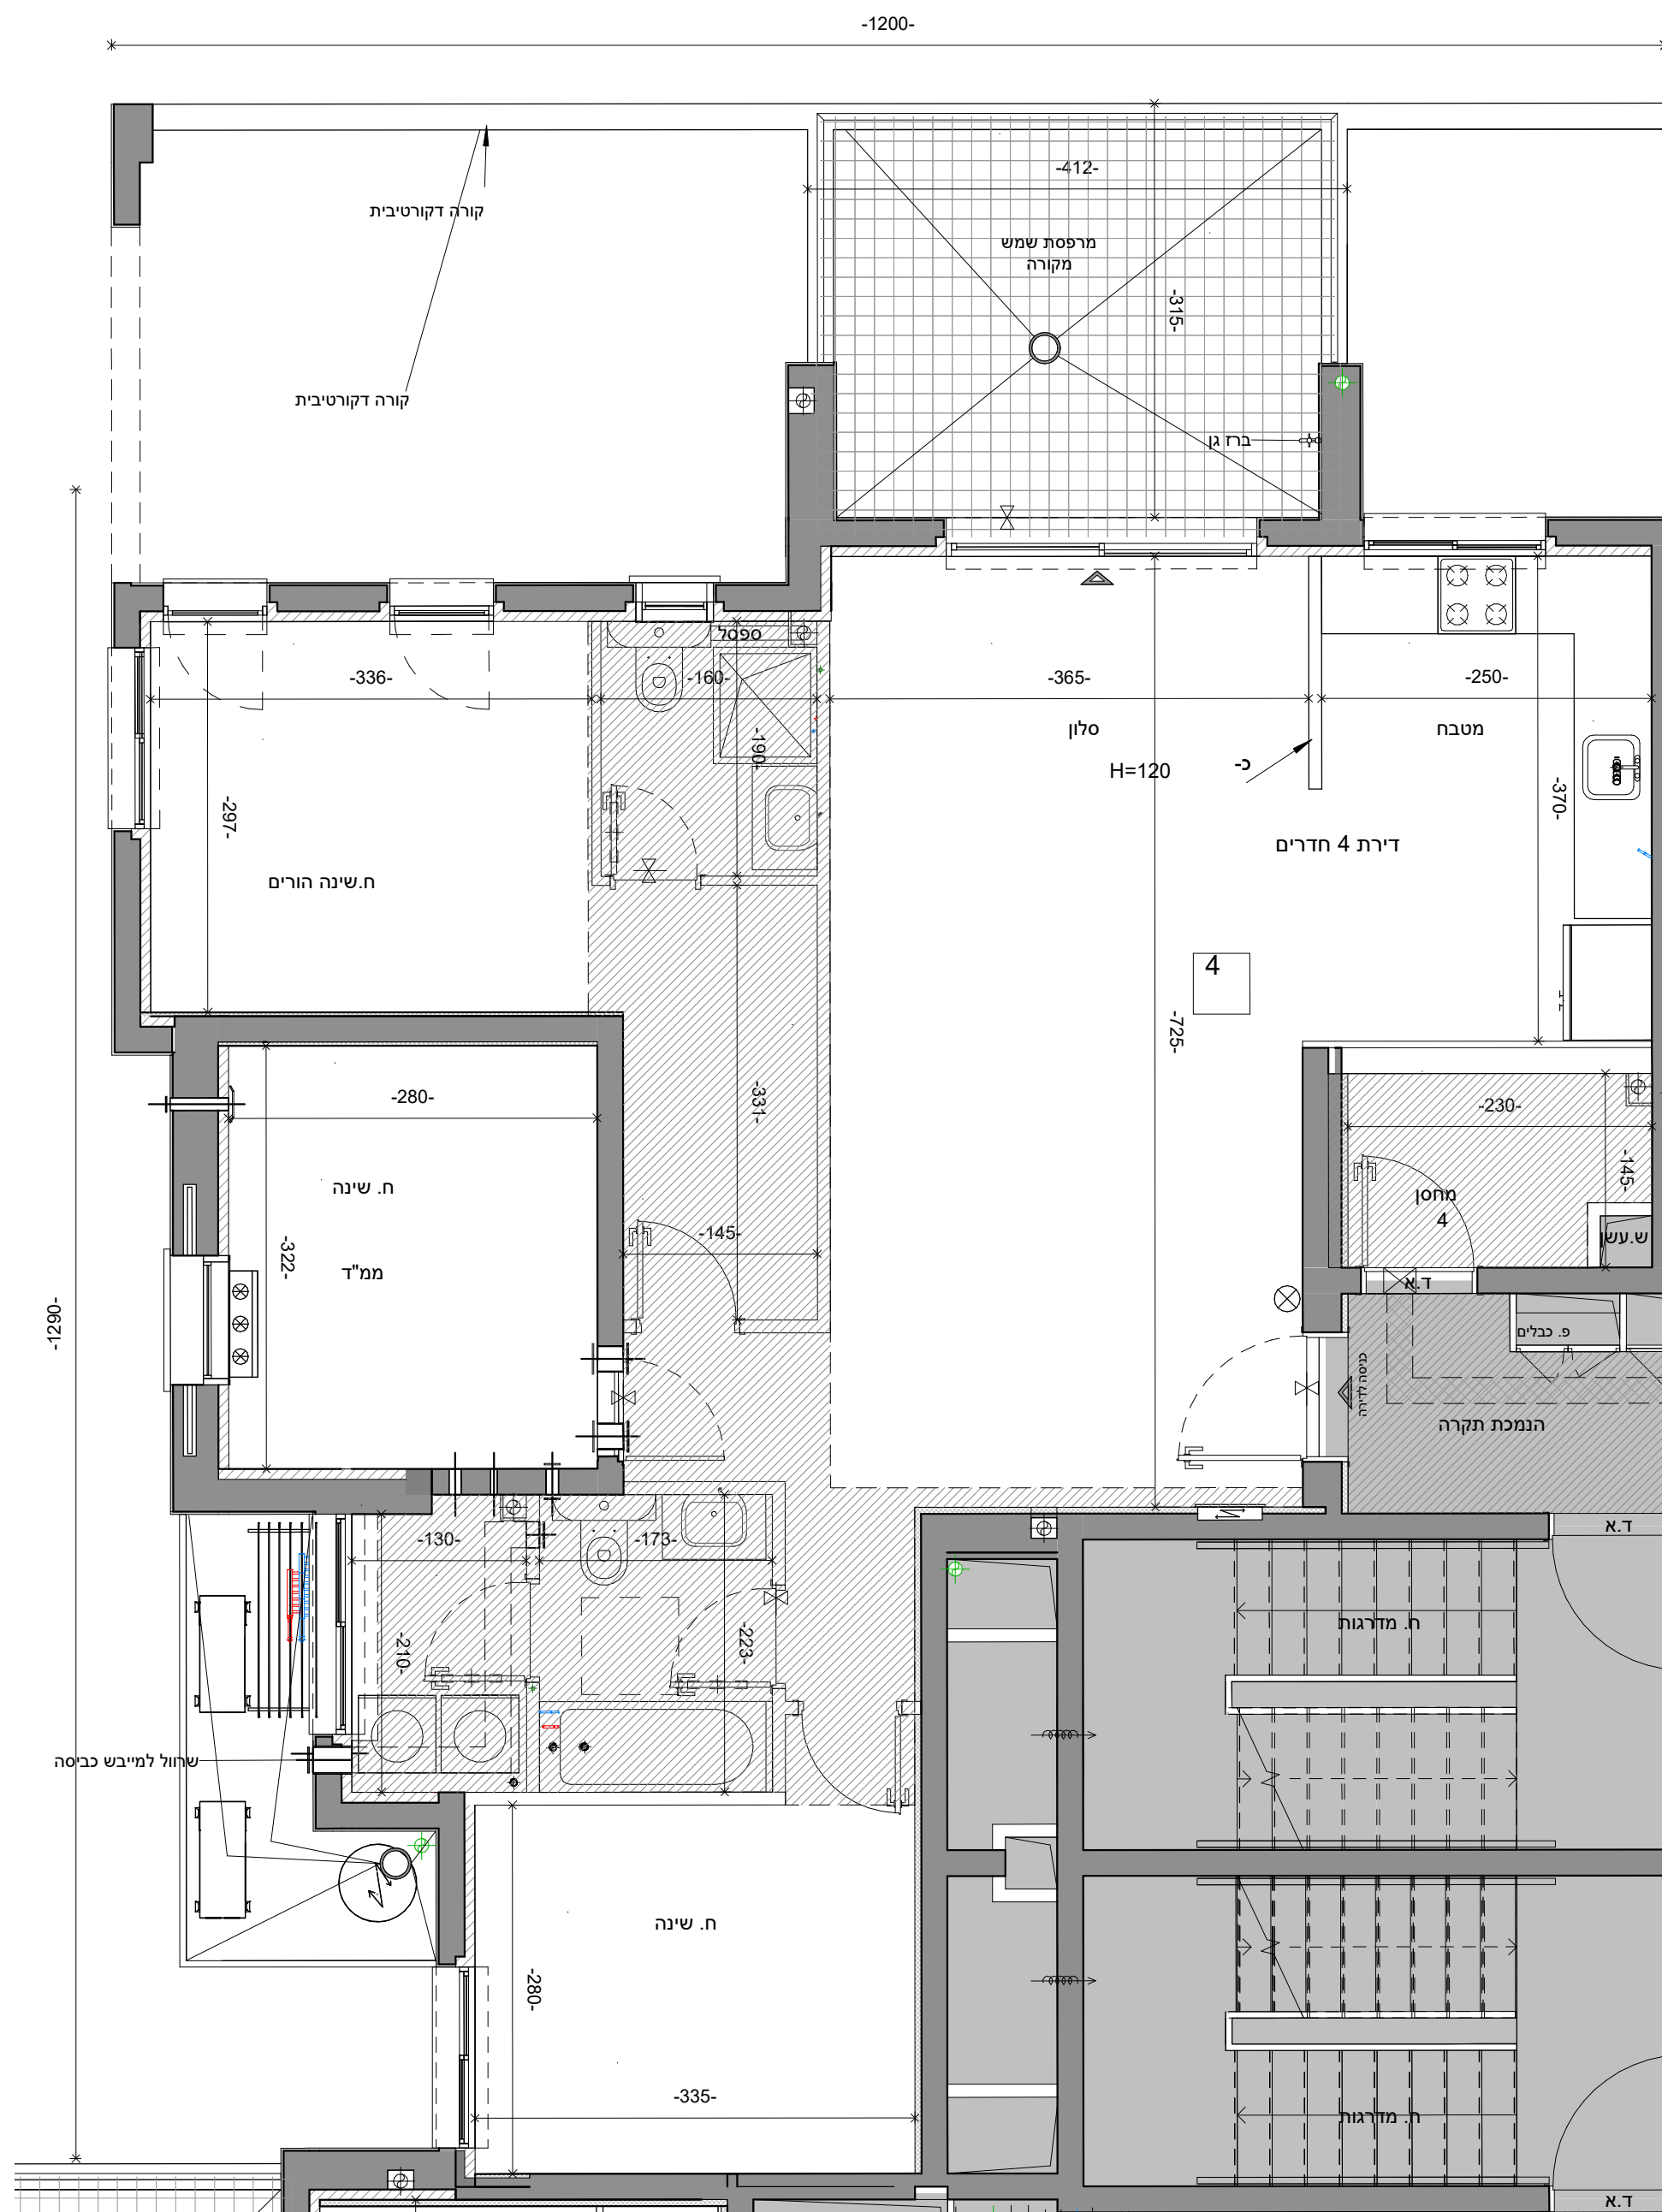 -1200-
-412-
קורה דקורטיבית
מרפסת שמש
מקורה
-315-
קורה דקורטיבית
ברז גן
ספסל
-336-
-160-
-365-
-250-
סלון
מטבח
-190-
H=120
כ-
-297-
-370-
דירת 4 חדרים
ח.שינה הורים
4
-725-
-280-
-331-
-230-
-145-
ח. שינה
מחסן
4
ש.עשן
-145-
-322-
ממ"ד
ד.א
-1290-
פ. כבלים
כניסה לדירה
הנמכת תקרה
ד.א
-130-
-173-
ח. מדרגות
-210-
-223-
שרוול למייבש כביסה
ח. שינה
-280-
-335-
ח. מדרגות
ד.א